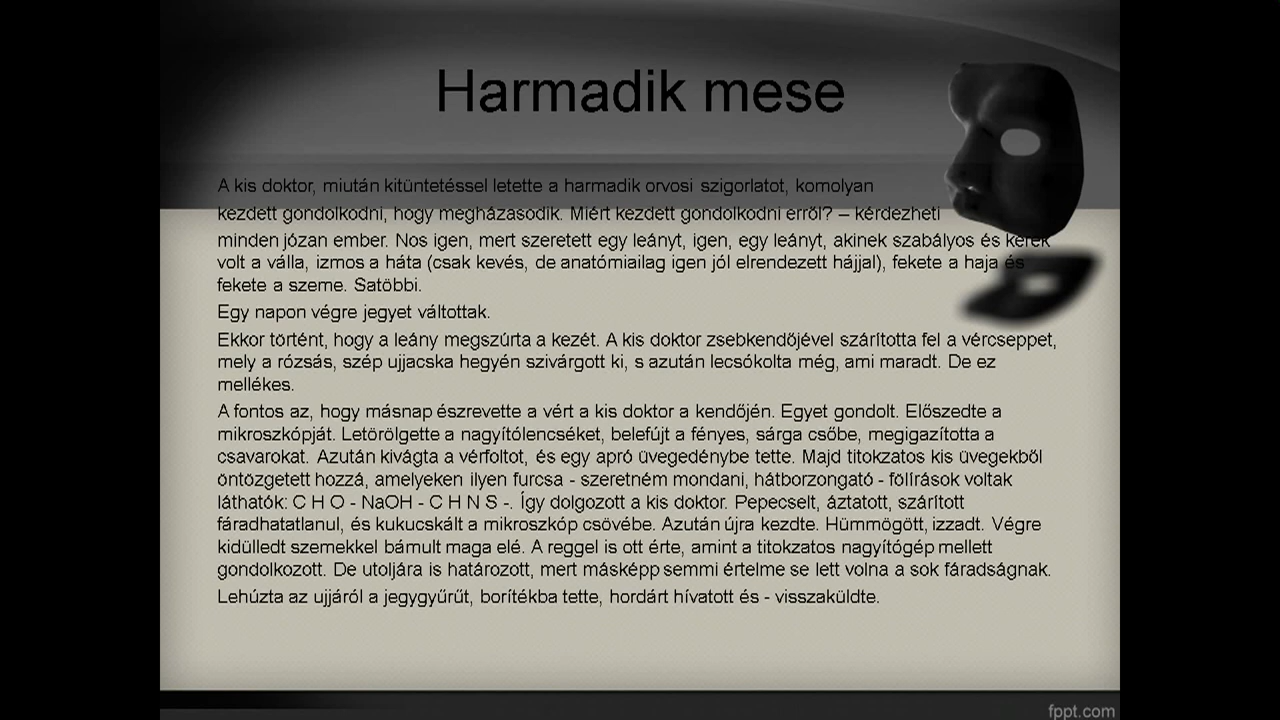 Harmadik mese
A kis doktor, miután kitüntetéssel letette a harmadik orvosi szigorlatot, komolyan
kezdett gondolkodni, hogy megházasodik. Miért kezdett gondolkodni erről? – kérdezheti
minden józan ember. Nos igen, mert szeretett egy leányt, igen, egy leányt, akinek szabályos és kerek
volt a válla, izmos a háta (csak kevés, de anatómiailag igen jól elrendezett hájjal), fekete a haja és
fekete a szeme. Satöbbi.
Egy napon végre jegyet váltottak.
Ekkor történt, hogy a leány megszúrta a kezét. A kis doktor zsebkendőjével szárította fel a vércseppet,
mely a rózsás, szép ujjacska hegyén szivárgott ki, s azután lecsókolta még, ami maradt. De ez
mellékes.
A fontos az, hogy másnap észrevette a vért a kis doktor a kendőjén. Egyet gondolt. Előszedte a
mikroszkópját. Letörölgette a nagyítólencséket, belefújt a fényes, sárga csőbe, megigazította a
csavarokat. Azután kivágta a vérfoltot, és egy apró üvegedénybe tette. Majd titokzatos kis üvegekből
öntözgetett hozzá, amelyeken ilyen furcsa - szeretném mondani, hátborzongató - fölírások voltak
láthatók: C H O - NaOH - C H N S -. Így dolgozott a kis doktor. Pepecselt, áztatott, szárított
fáradhatatlanul, és kukucskált a mikroszkóp csövébe. Azután újra kezdte. Hümmögött, izzadt. Végre
kidülledt szemekkel bámult maga elé. A reggel is ott érte, amint a titokzatos nagyítógép mellett
gondolkozott. De utoljára is határozott, mert másképp semmi értelme se lett volna a sok fáradságnak.
Lehúzta az ujjáról a jegygyűrűt, borítékba tette, hordárt hívatott és - visszaküldte.
fppt.com